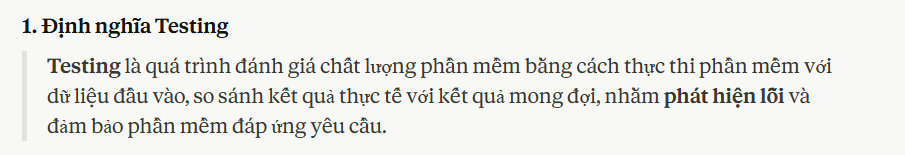 1. Định nghĩa Testing
Testing là quá trình đánh giá chất lượng phần mềm bằng cách thực thi phần mềm với
dữ liệu đầu vào, so sánh kết quả thực tế với kết quả mong đợi, nhằm phát hiện lỗi và
đảm bảo phần mềm đáp ứng yêu cầu.